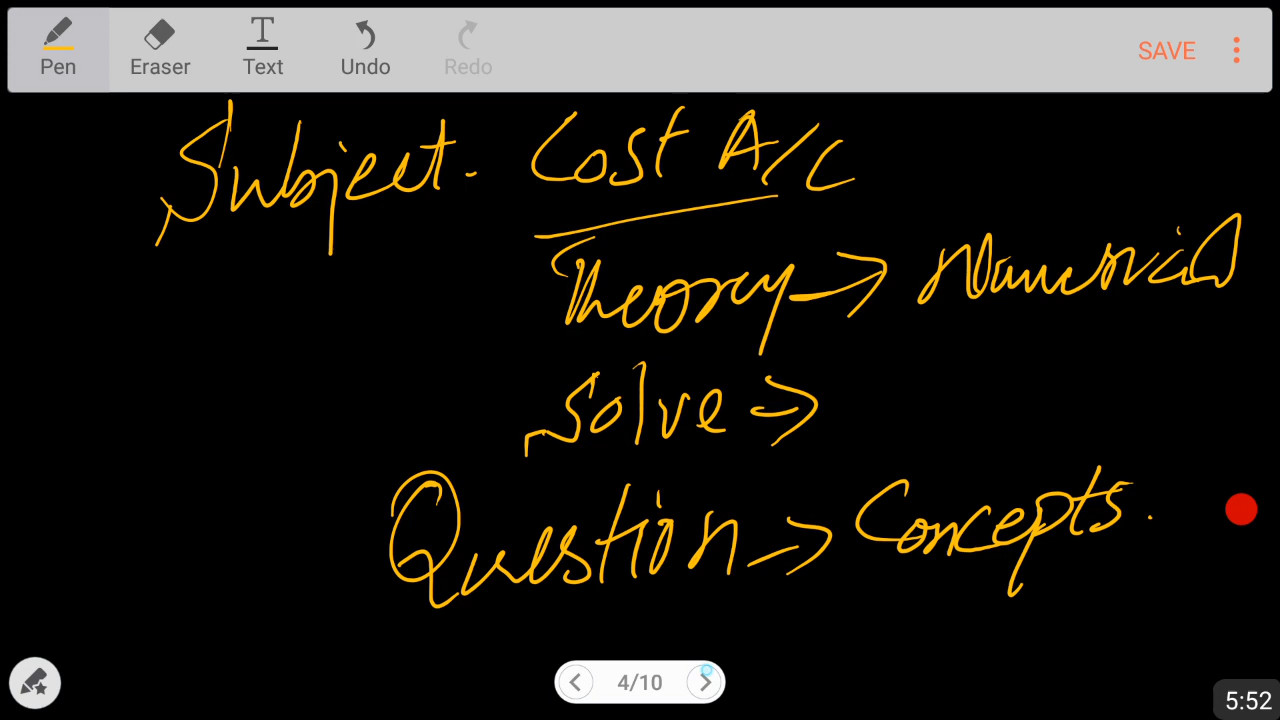 Pen Eraser Text Undo Redo SAVE
Subject. Cost A/C
Theory → Numerical
Solve →
Question → Concepts.
4/10
5:52